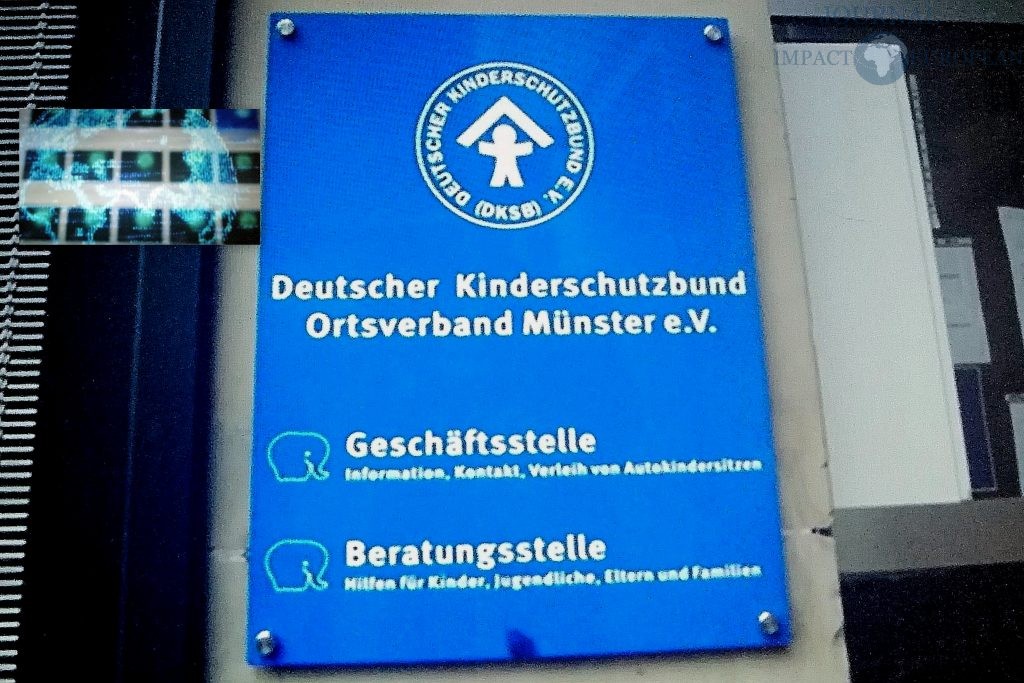 IMPACT
DEUTSCHER KINDERSCHUTZBUND E.V.
(DKSB)
Deutscher Kinderschutzbund
Ortsverband Münster e.V.
Geschäftsstelle
Information, Kontakt, Verleih von Autokindersitzen
Beratungsstelle
Hilfen für Kinder, Jugendliche, Eltern und Familien